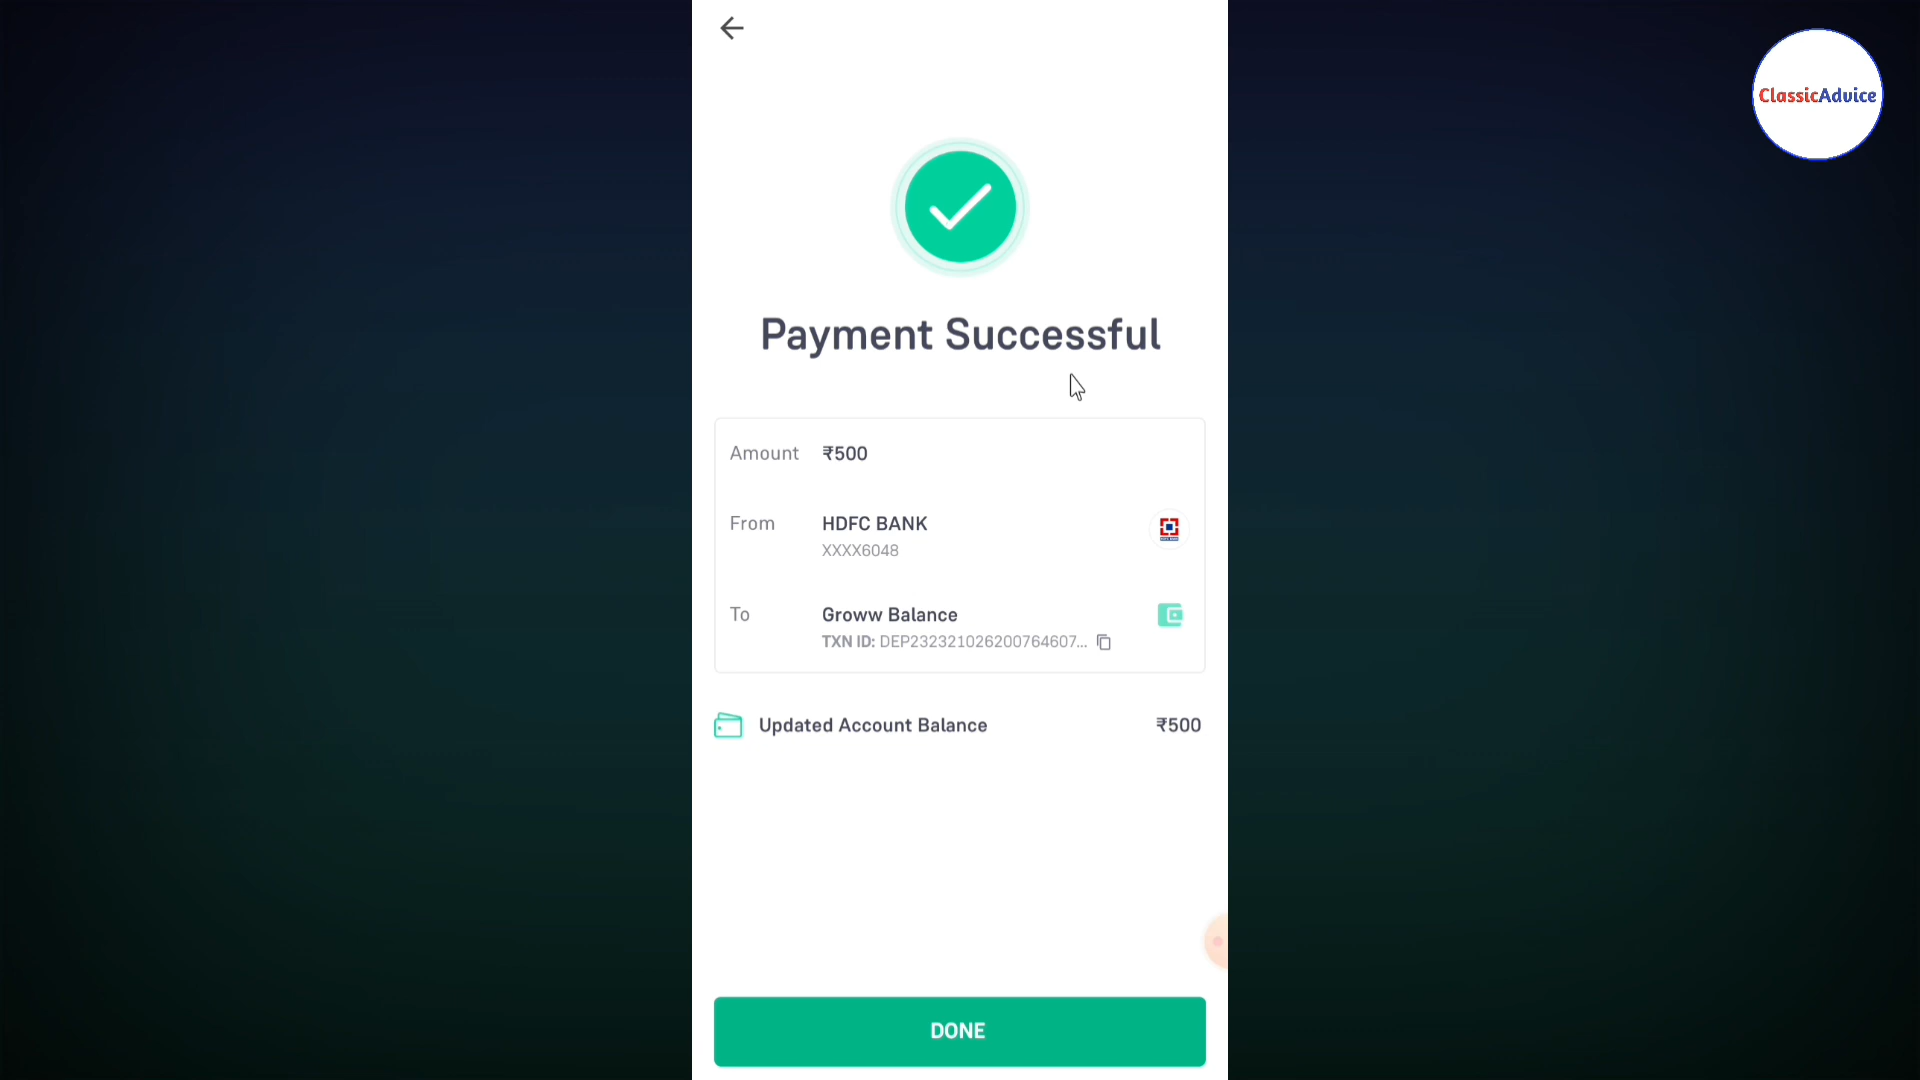 ClassicAdvice
Payment Successful
Amount ₹500
From HDFC BANK
XXXX6048
To Groww Balance
TXN ID: DEP232321026200764607...
Updated Account Balance ₹500
DONE